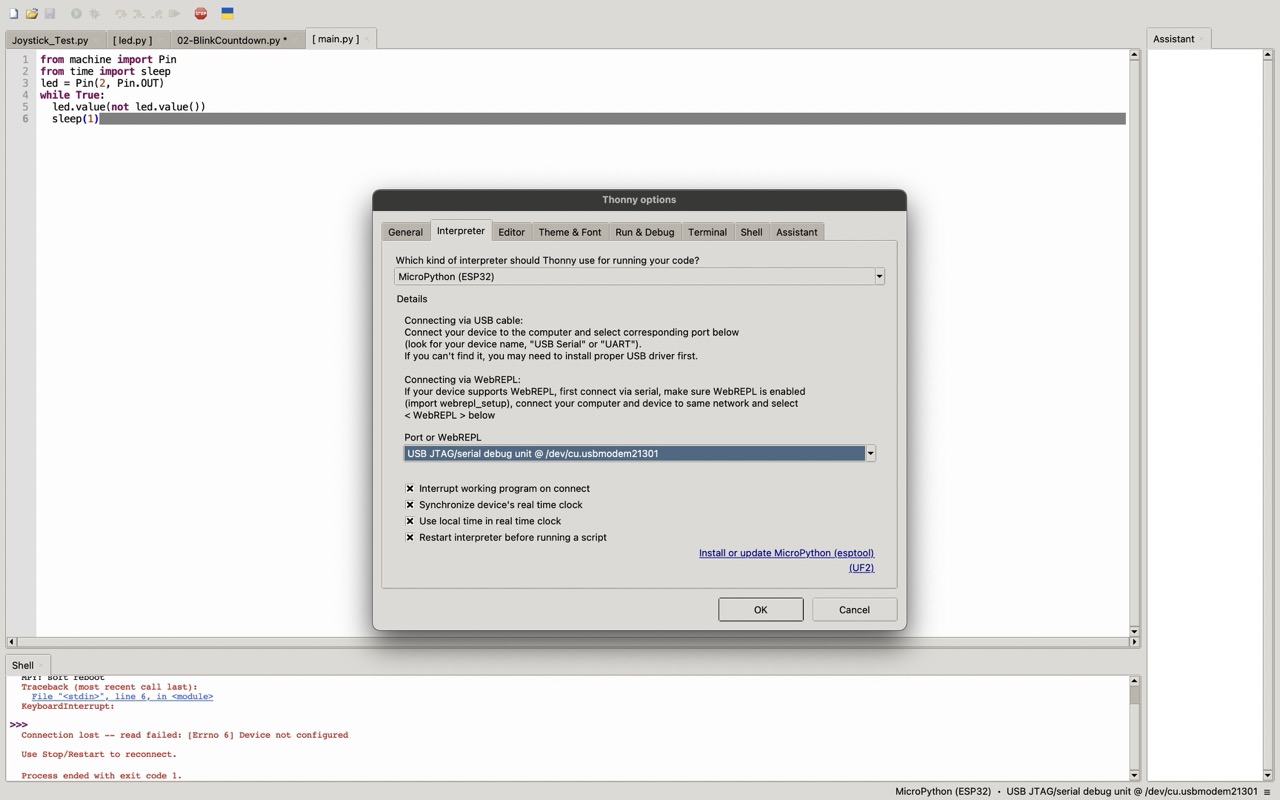 STOP
Joystick_Test.py
[ led.py ]
02-BlinkCountdown.py *
[ main.py ]
Assistant
1 from machine import Pin
2 from time import sleep
3 led = Pin(2, Pin.OUT)
4 while True:
5 led.value(not led.value())
6 sleep(1)
Thonny options
General
Interpreter
Editor
Theme & Font
Run & Debug
Terminal
Shell
Assistant
Which kind of interpreter should Thonny use for running your code?
MicroPython (ESP32)
Details
Connecting via USB cable:
Connect your device to the computer and select corresponding port below
(look for your device name, "USB Serial" or "UART").
If you can't find it, you may need to install proper USB driver first.
Connecting via WebREPL:
If your device supports WebREPL, first connect via serial, make sure WebREPL is enabled
(import webrepl_setup), connect your computer and device to same network and select
< WebREPL > below
Port or WebREPL
USB JTAG/serial debug unit @ /dev/cu.usbmodem21301
Interrupt working program on connect
Synchronize device's real time clock
Use local time in real time clock
Restart interpreter before running a script
Install or update MicroPython (esptool)
(UF2)
OK
Cancel
Shell
MPY: soft reboot
Traceback (most recent call last):
File "<stdin>", line 6, in <module>
KeyboardInterrupt:
>>>
Connection lost -- read failed: [Errno 6] Device not configured
Use Stop/Restart to reconnect.
Process ended with exit code 1.
MicroPython (ESP32) • USB JTAG/serial debug unit @ /dev/cu.usbmodem21301 ≡